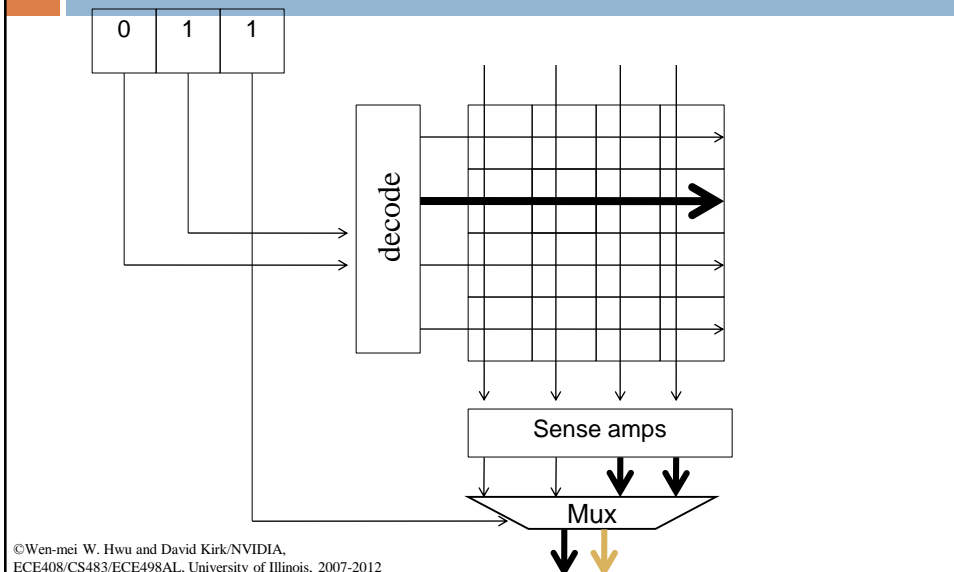 0 1 1
decode
Sense amps
Mux
©Wen-mei W. Hwu and David Kirk/NVIDIA,
ECE408/CS483/ECE498AL, University of Illinois, 2007-2012